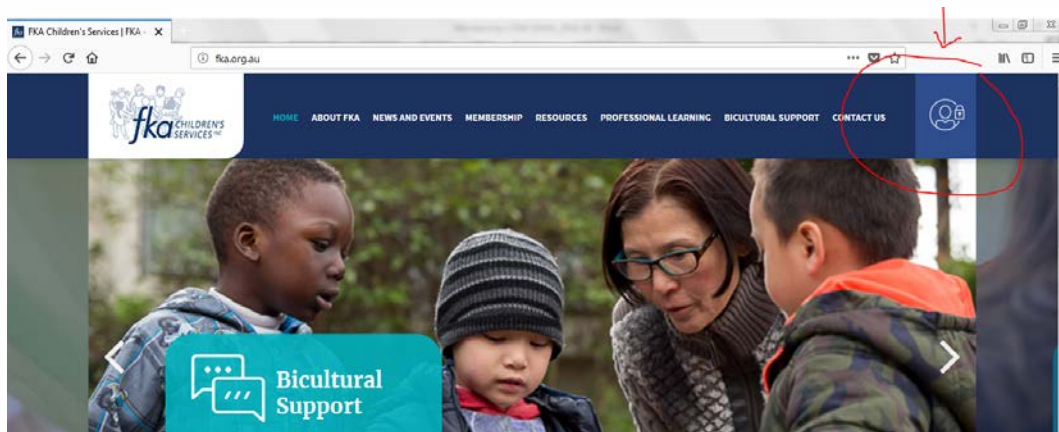 FKA Children's Services | FKA -
fka.org.au
fka CHILDREN'S
SERVICES INC
HOME ABOUT FKA NEWS AND EVENTS MEMBERSHIP RESOURCES PROFESSIONAL LEARNING BICULTURAL SUPPORT CONTACT US
Bicultural
Support